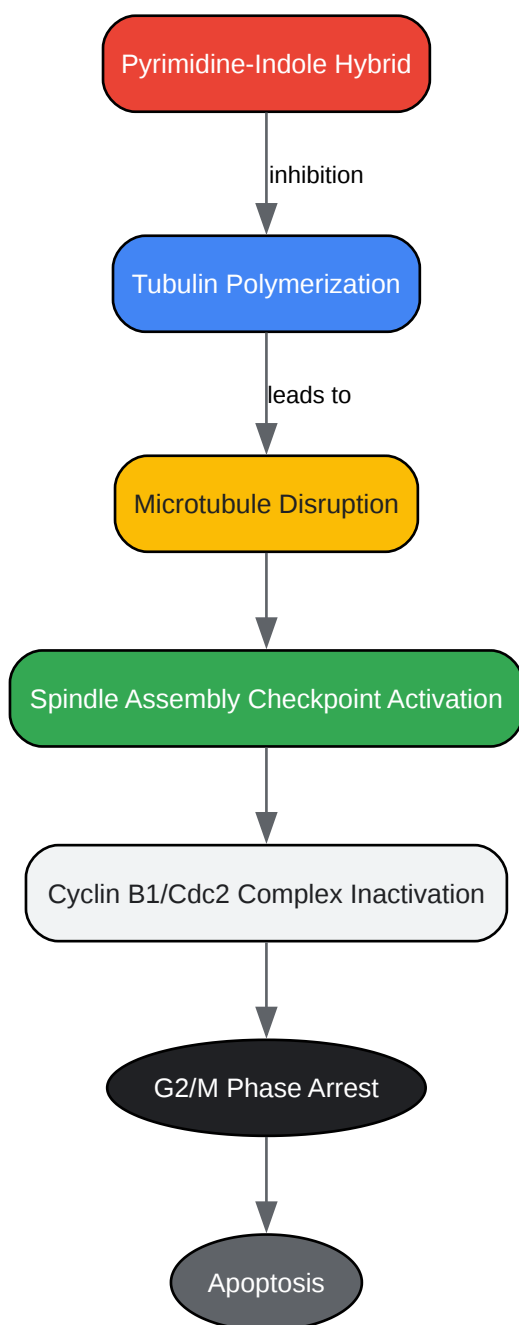 Pyrimidine-Indole Hybrid
inhibition
Tubulin Polymerization
leads to
Microtubule Disruption
Spindle Assembly Checkpoint Activation
Cyclin B1/Cdc2 Complex Inactivation
G2/M Phase Arrest
Apoptosis